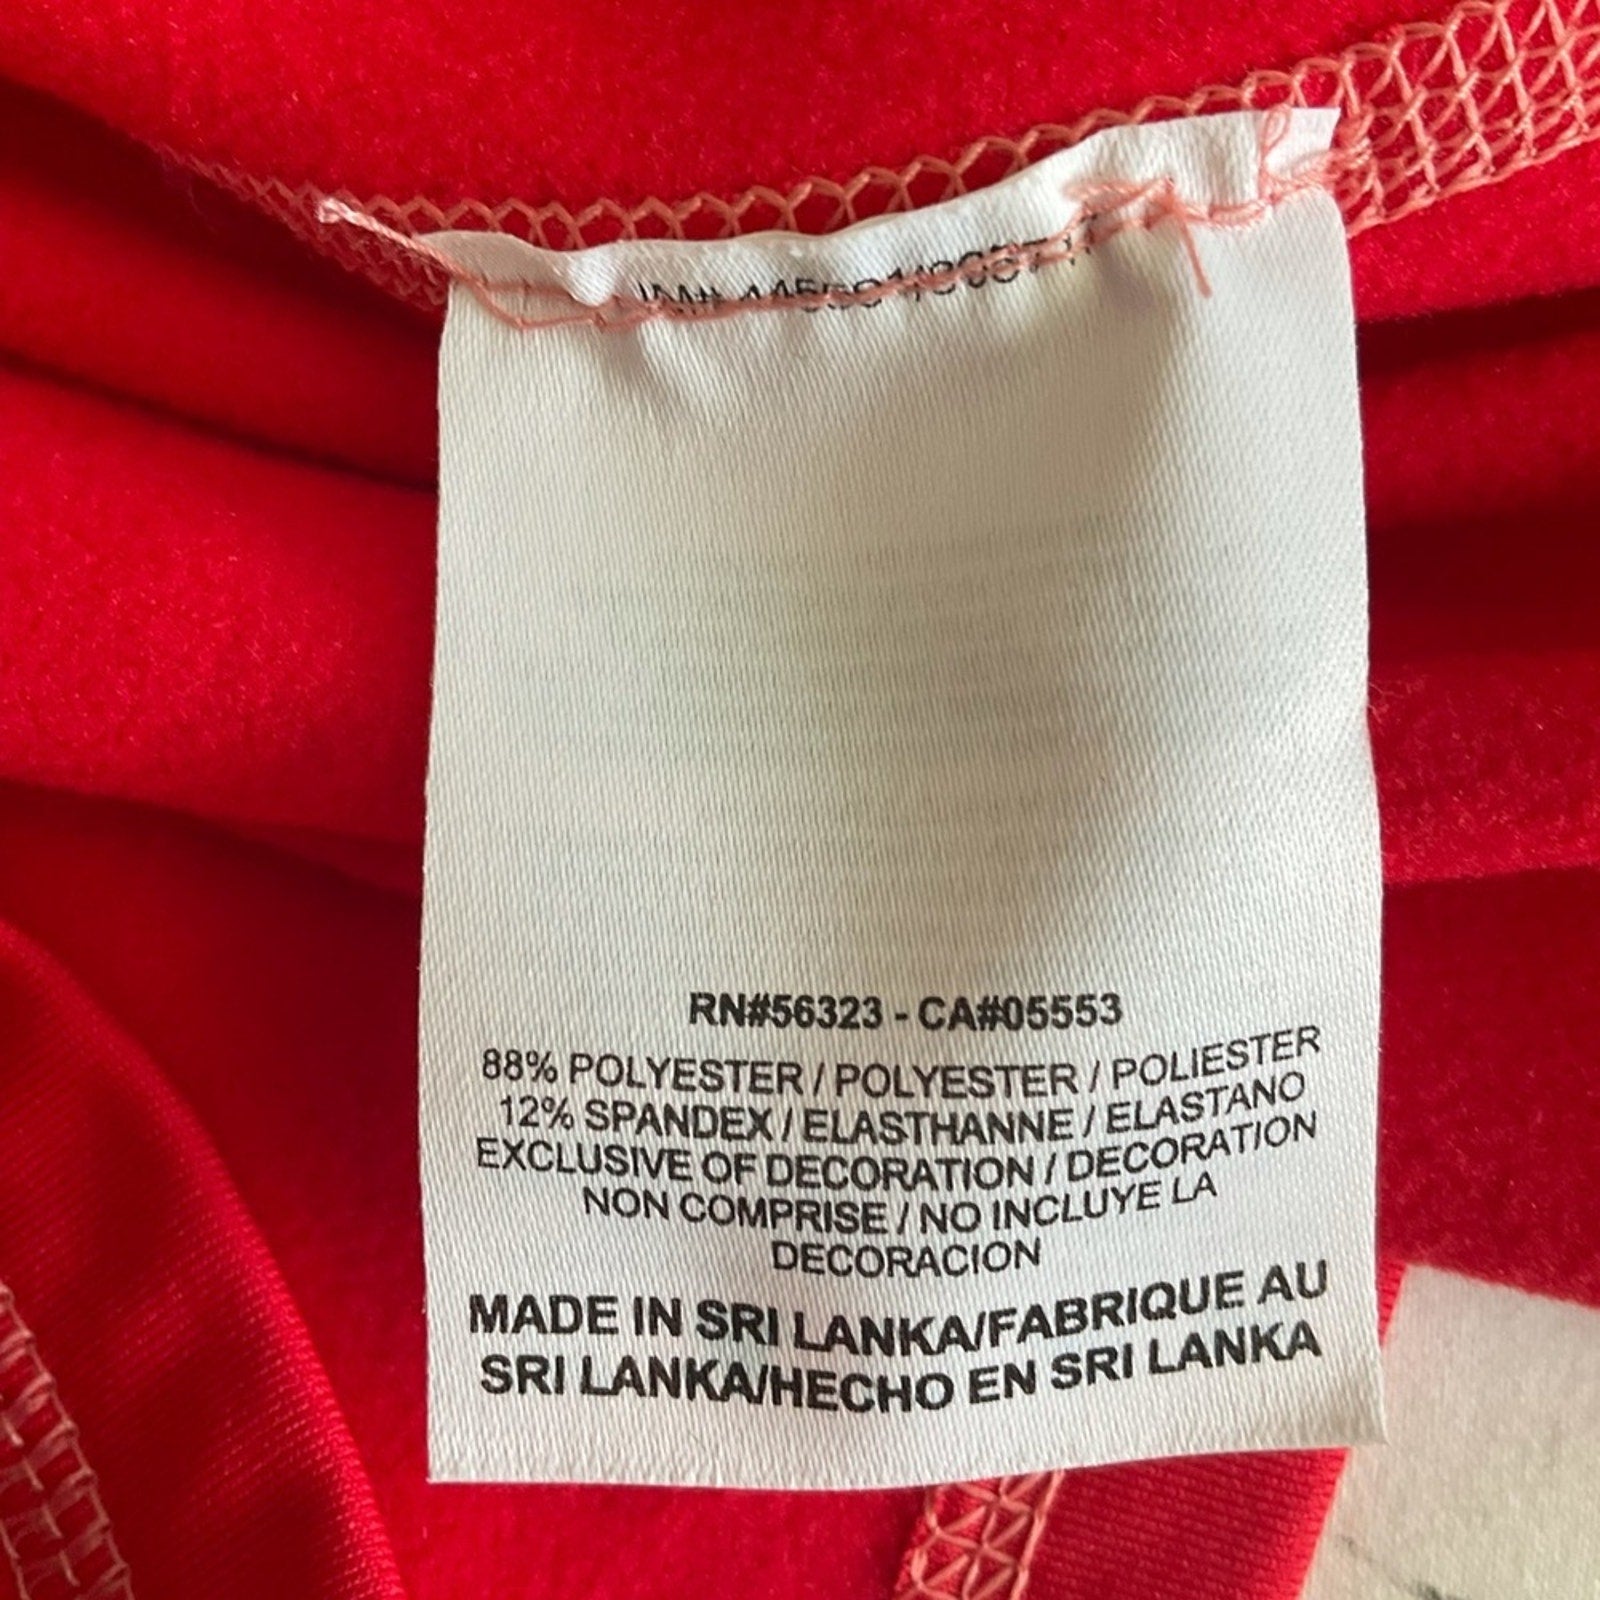 RN#56323 - CA#05553
88% POLYESTER / POLYESTER / POLIESTER
12% SPANDEX / ELASTHANNE / ELASTANO
EXCLUSIVE OF DECORATION / DECORATION
NON COMPRISE / NO INCLUYE LA
DECORACION
MADE IN SRI LANKA/FABRIQUE AU
SRI LANKA/HECHO EN SRI LANKA